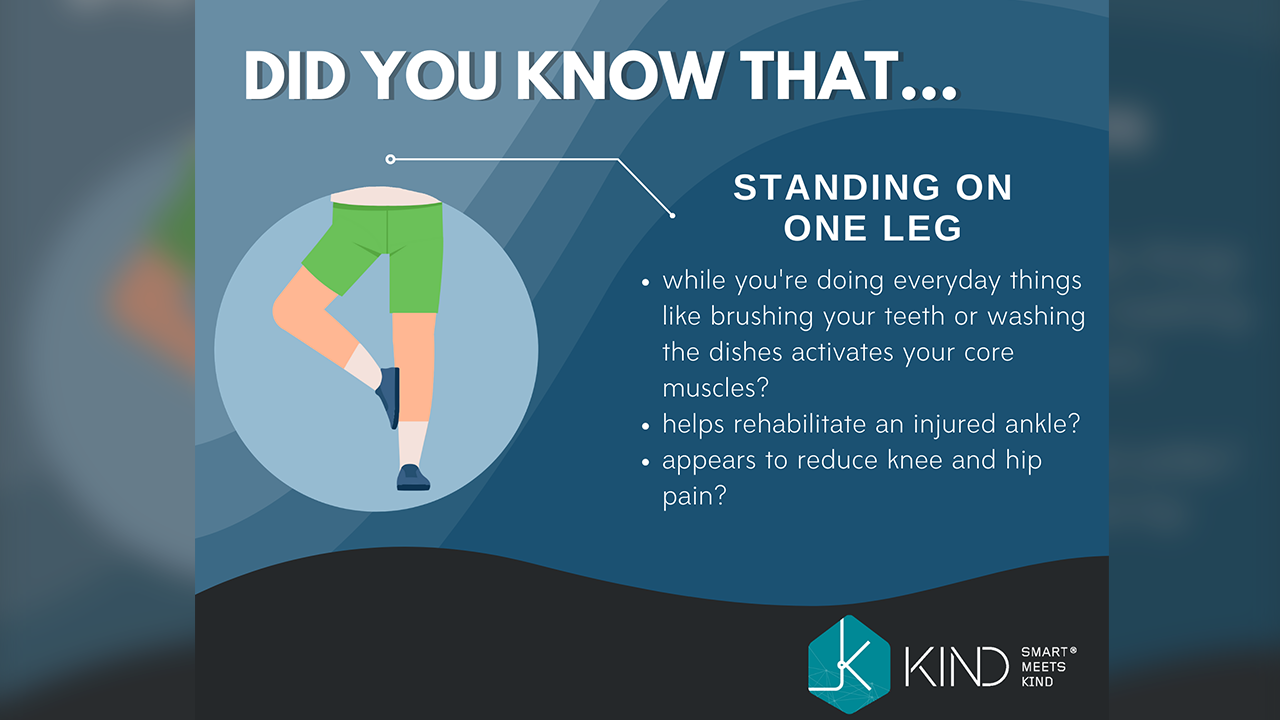 DID YOU KNOW THAT...
STANDING ON
ONE LEG
• while you're doing everyday things
like brushing your teeth or washing
the dishes activates your core
muscles?
• helps rehabilitate an injured ankle?
• appears to reduce knee and hip
pain?
KIND
SMART®
MEETS
KIND